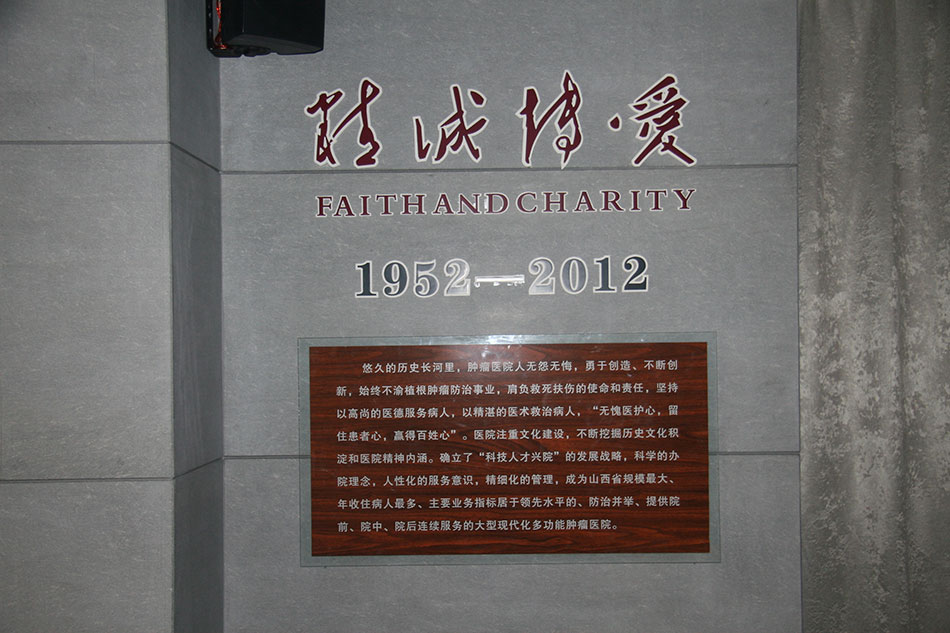 精诚博爱
FAITH AND CHARITY
1952—2012
悠久的历史长河里，肿瘤医院人无怨无悔，勇于创造、不断创
新，始终不渝植根肿瘤防治事业，肩负救死扶伤的使命和责任，坚持
以高尚的医德服务病人，以精湛的医术救治病人，“无愧医护心，留
住患者心，赢得百姓心”。医院注重文化建设，不断挖掘历史文化积
淀和医院精神内涵。确立了“科技人才兴院”的发展战略，科学的办
院理念，人性化的服务意识，精细化的管理，成为山西省规模最大、
年收住病人最多、主要业务指标居于领先水平的、防治并举、提供院
前、院中、院后连续服务的大型现代化多功能肿瘤医院。